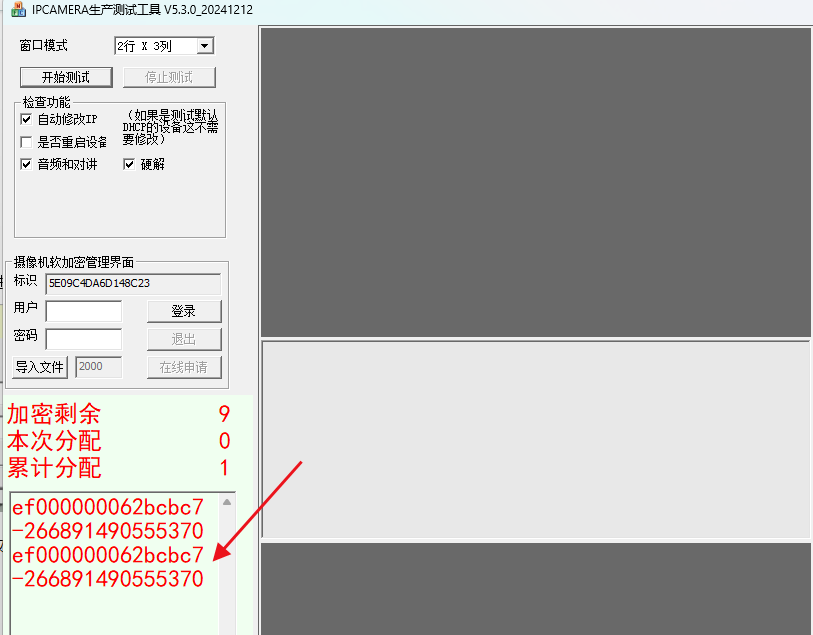 IPCAMERA生产测试工具 V5.3.0_20241212
窗口模式
2行 X 3列
开始测试
停止测试
检查功能
自动修改IP
（如果是测试默认
DHCP的设备这不需
要修改）
是否重启设备
音频和对讲
硬解
摄像机软加密管理界面
标识
5E09C4DA6D148C23
用户
登录
密码
退出
导入文件
2000
在线申请
加密剩余 9
本次分配 0
累计分配 1
ef000000062bcbc7
-266891490555370
ef000000062bcbc7
-266891490555370